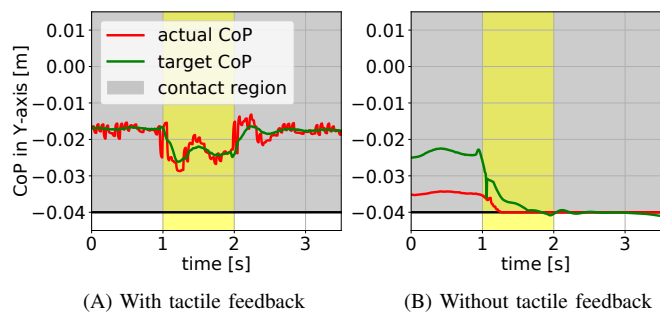 0.01
0.00
−0.01
−0.02
−0.03
−0.04
CoP in Y-axis [m]
actual CoP
target CoP
contact region
0 1 2 3
time [s]
(A) With tactile feedback
0.01
0.00
−0.01
−0.02
−0.03
−0.04
0 1 2 3
time [s]
(B) Without tactile feedback